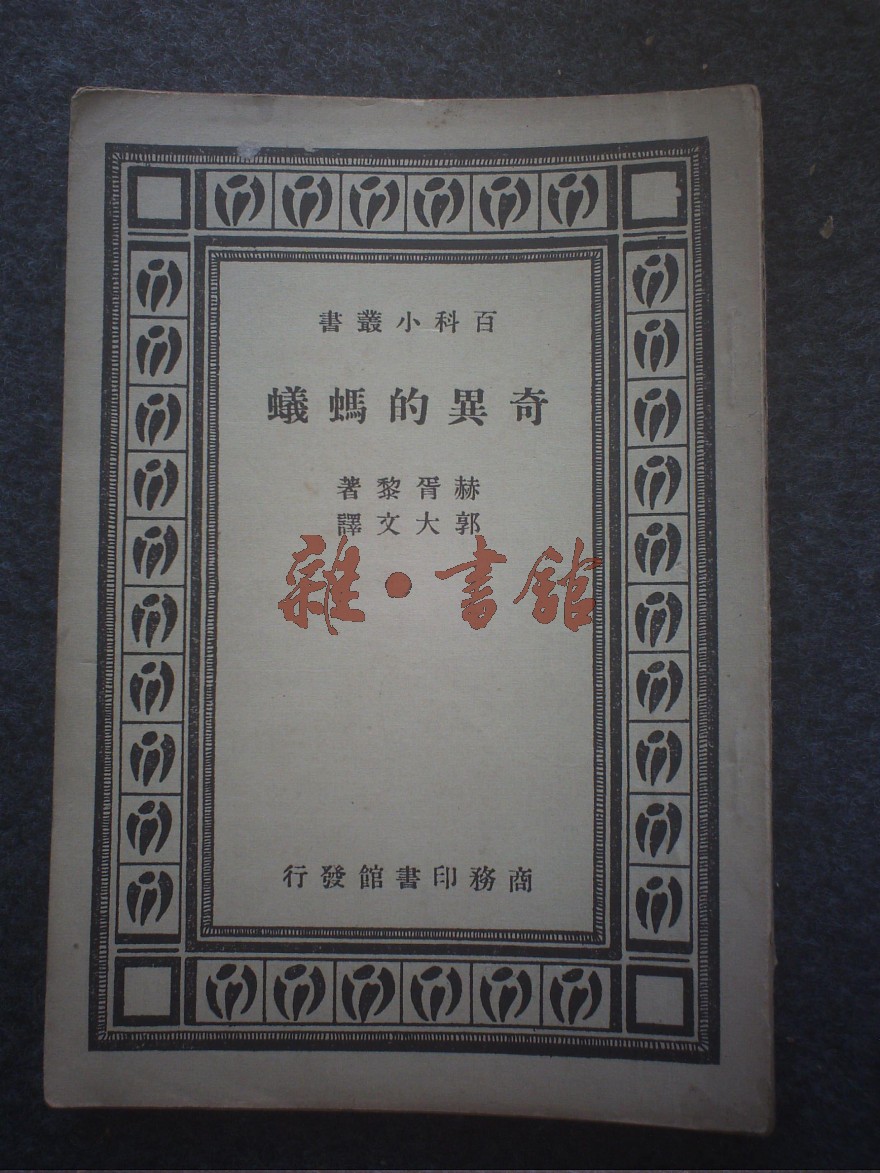 百科小叢書
奇異的螞蟻
赫胥黎著
郭大文譯
雜·書館
商務印書館發行